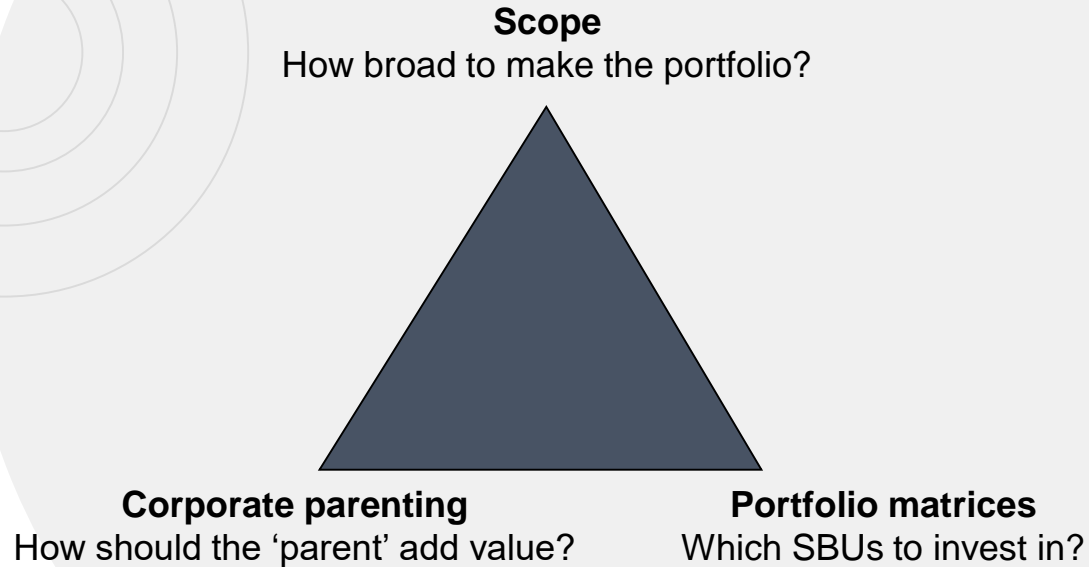 Scope
How broad to make the portfolio?
Corporate parenting
How should the ‘parent’ add value?
Portfolio matrices
Which SBUs to invest in?